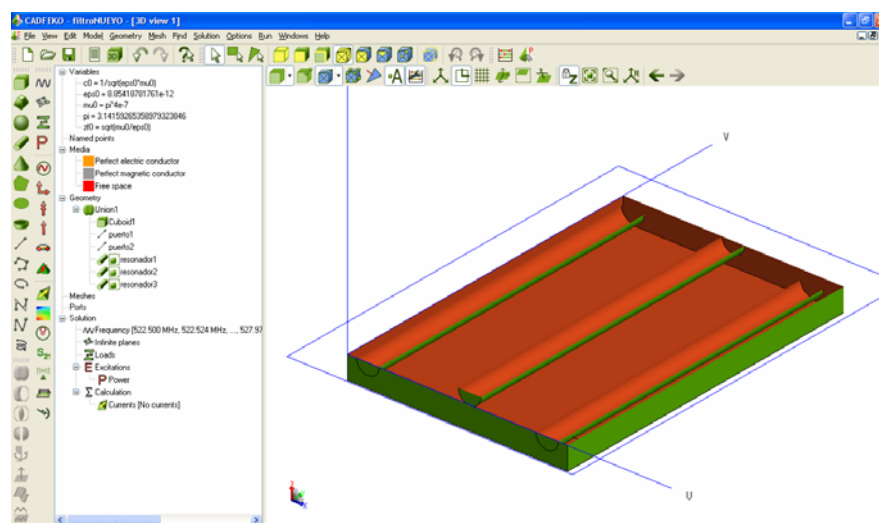 CADFEKO - filtroNUEYO - [3D view 1]
File View Edit Model Geometry Mesh Find Solution Options Run Windows Help
Variables
c0 = 1/sqrt(eps0*mu0)
eps0 = 8.85418781761e-12
mu0 = pi*4e-7
pi = 3.14159265358979323846
zf0 = sqrt(mu0/eps0)
Named points
Media
Perfect electric conductor
Perfect magnetic conductor
Free space
Geometry
Union1
Cuboid1
puerto1
puerto2
resonador1
resonador2
resonador3
Meshes
Ports
Solution
Frequency [522.500 MHz, 522.524 MHz, ..., 527.97
Infinite planes
Loads
Excitations
Power
Calculation
Currents [No currents]
V
U